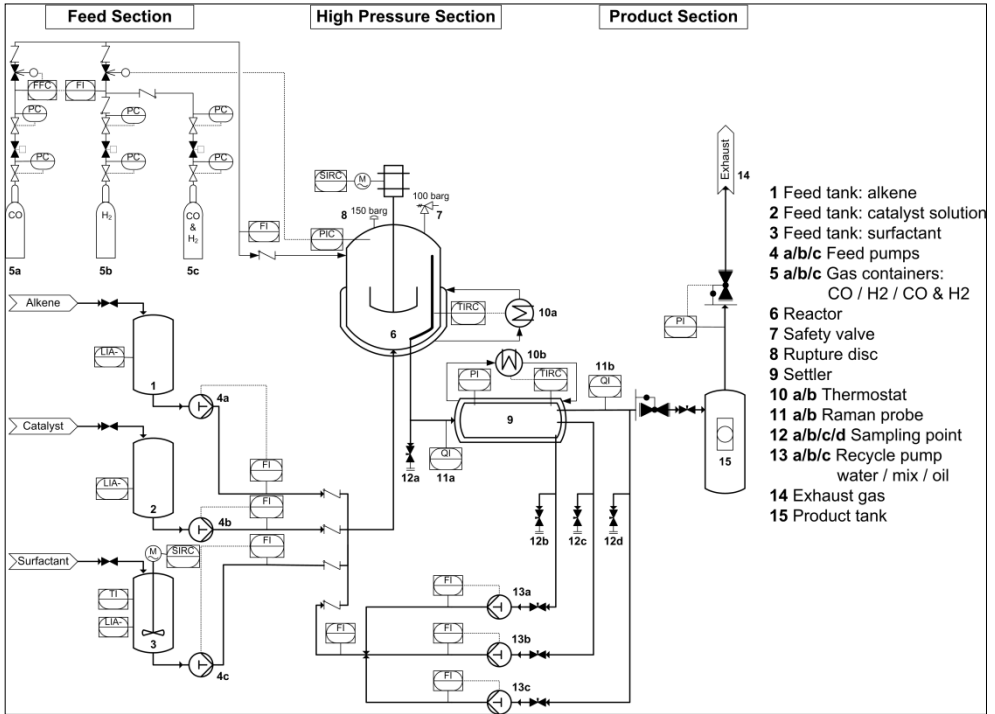 Feed Section
High Pressure Section
Product Section
FFC
FI
PC
PC
PC
PC
PC
PC
CO
H₂
CO
&
H₂
5a
5b
5c
SIRC
M
150 barg
100 barg
8
7
FI
PIC
TIRC
10a
6
Exhaust
14
PI
Alkene
LIA-
1
4a
FI
10b
PI
TIRC
11b
QI
9
12a
QI
11a
15
Catalyst
LIA-
2
4b
FI
FI
12b
12c
12d
Surfactant
M
SIRC
TI
LIA-
3
4c
FI
13a
FI
FI
13b
FI
13c
1 Feed tank: alkene
2 Feed tank: catalyst solution
3 Feed tank: surfactant
4 a/b/c Feed pumps
5 a/b/c Gas containers:
CO / H2 / CO & H2
6 Reactor
7 Safety valve
8 Rupture disc
9 Settler
10 a/b Thermostat
11 a/b Raman probe
12 a/b/c/d Sampling point
13 a/b/c Recycle pump
water / mix / oil
14 Exhaust gas
15 Product tank